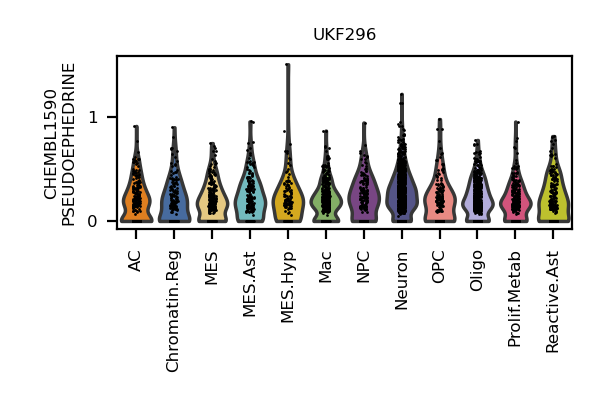 UKF296
CHEMBL1590
PSEUDOEPHEDRINE
1
0
AC
Chromatin.Reg
MES
MES.Ast
MES.Hyp
Mac
NPC
Neuron
OPC
Oligo
Prolif.Metab
Reactive.Ast